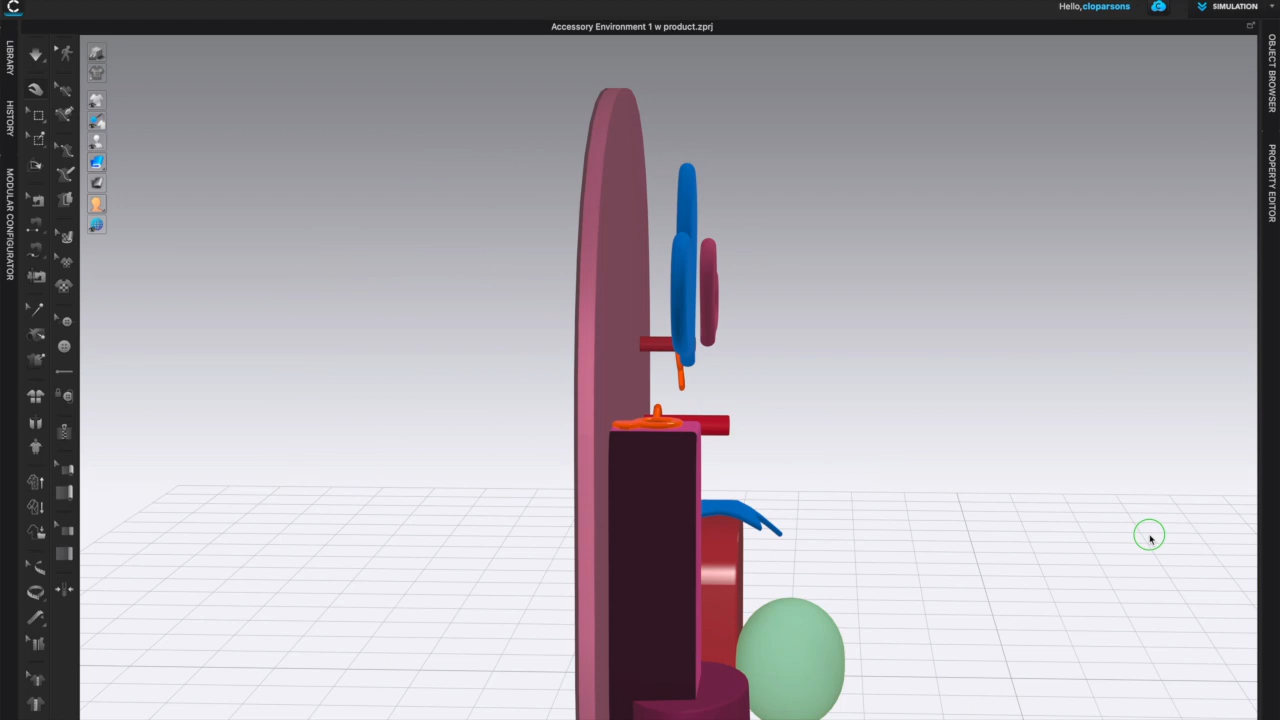 Hello,cloparsons
SIMULATION
Accessory Environment 1 w product.zprj
LIBRARY
HISTORY
MODULAR CONFIGURATOR
OBJECT BROWSER
PROPERTY EDITOR